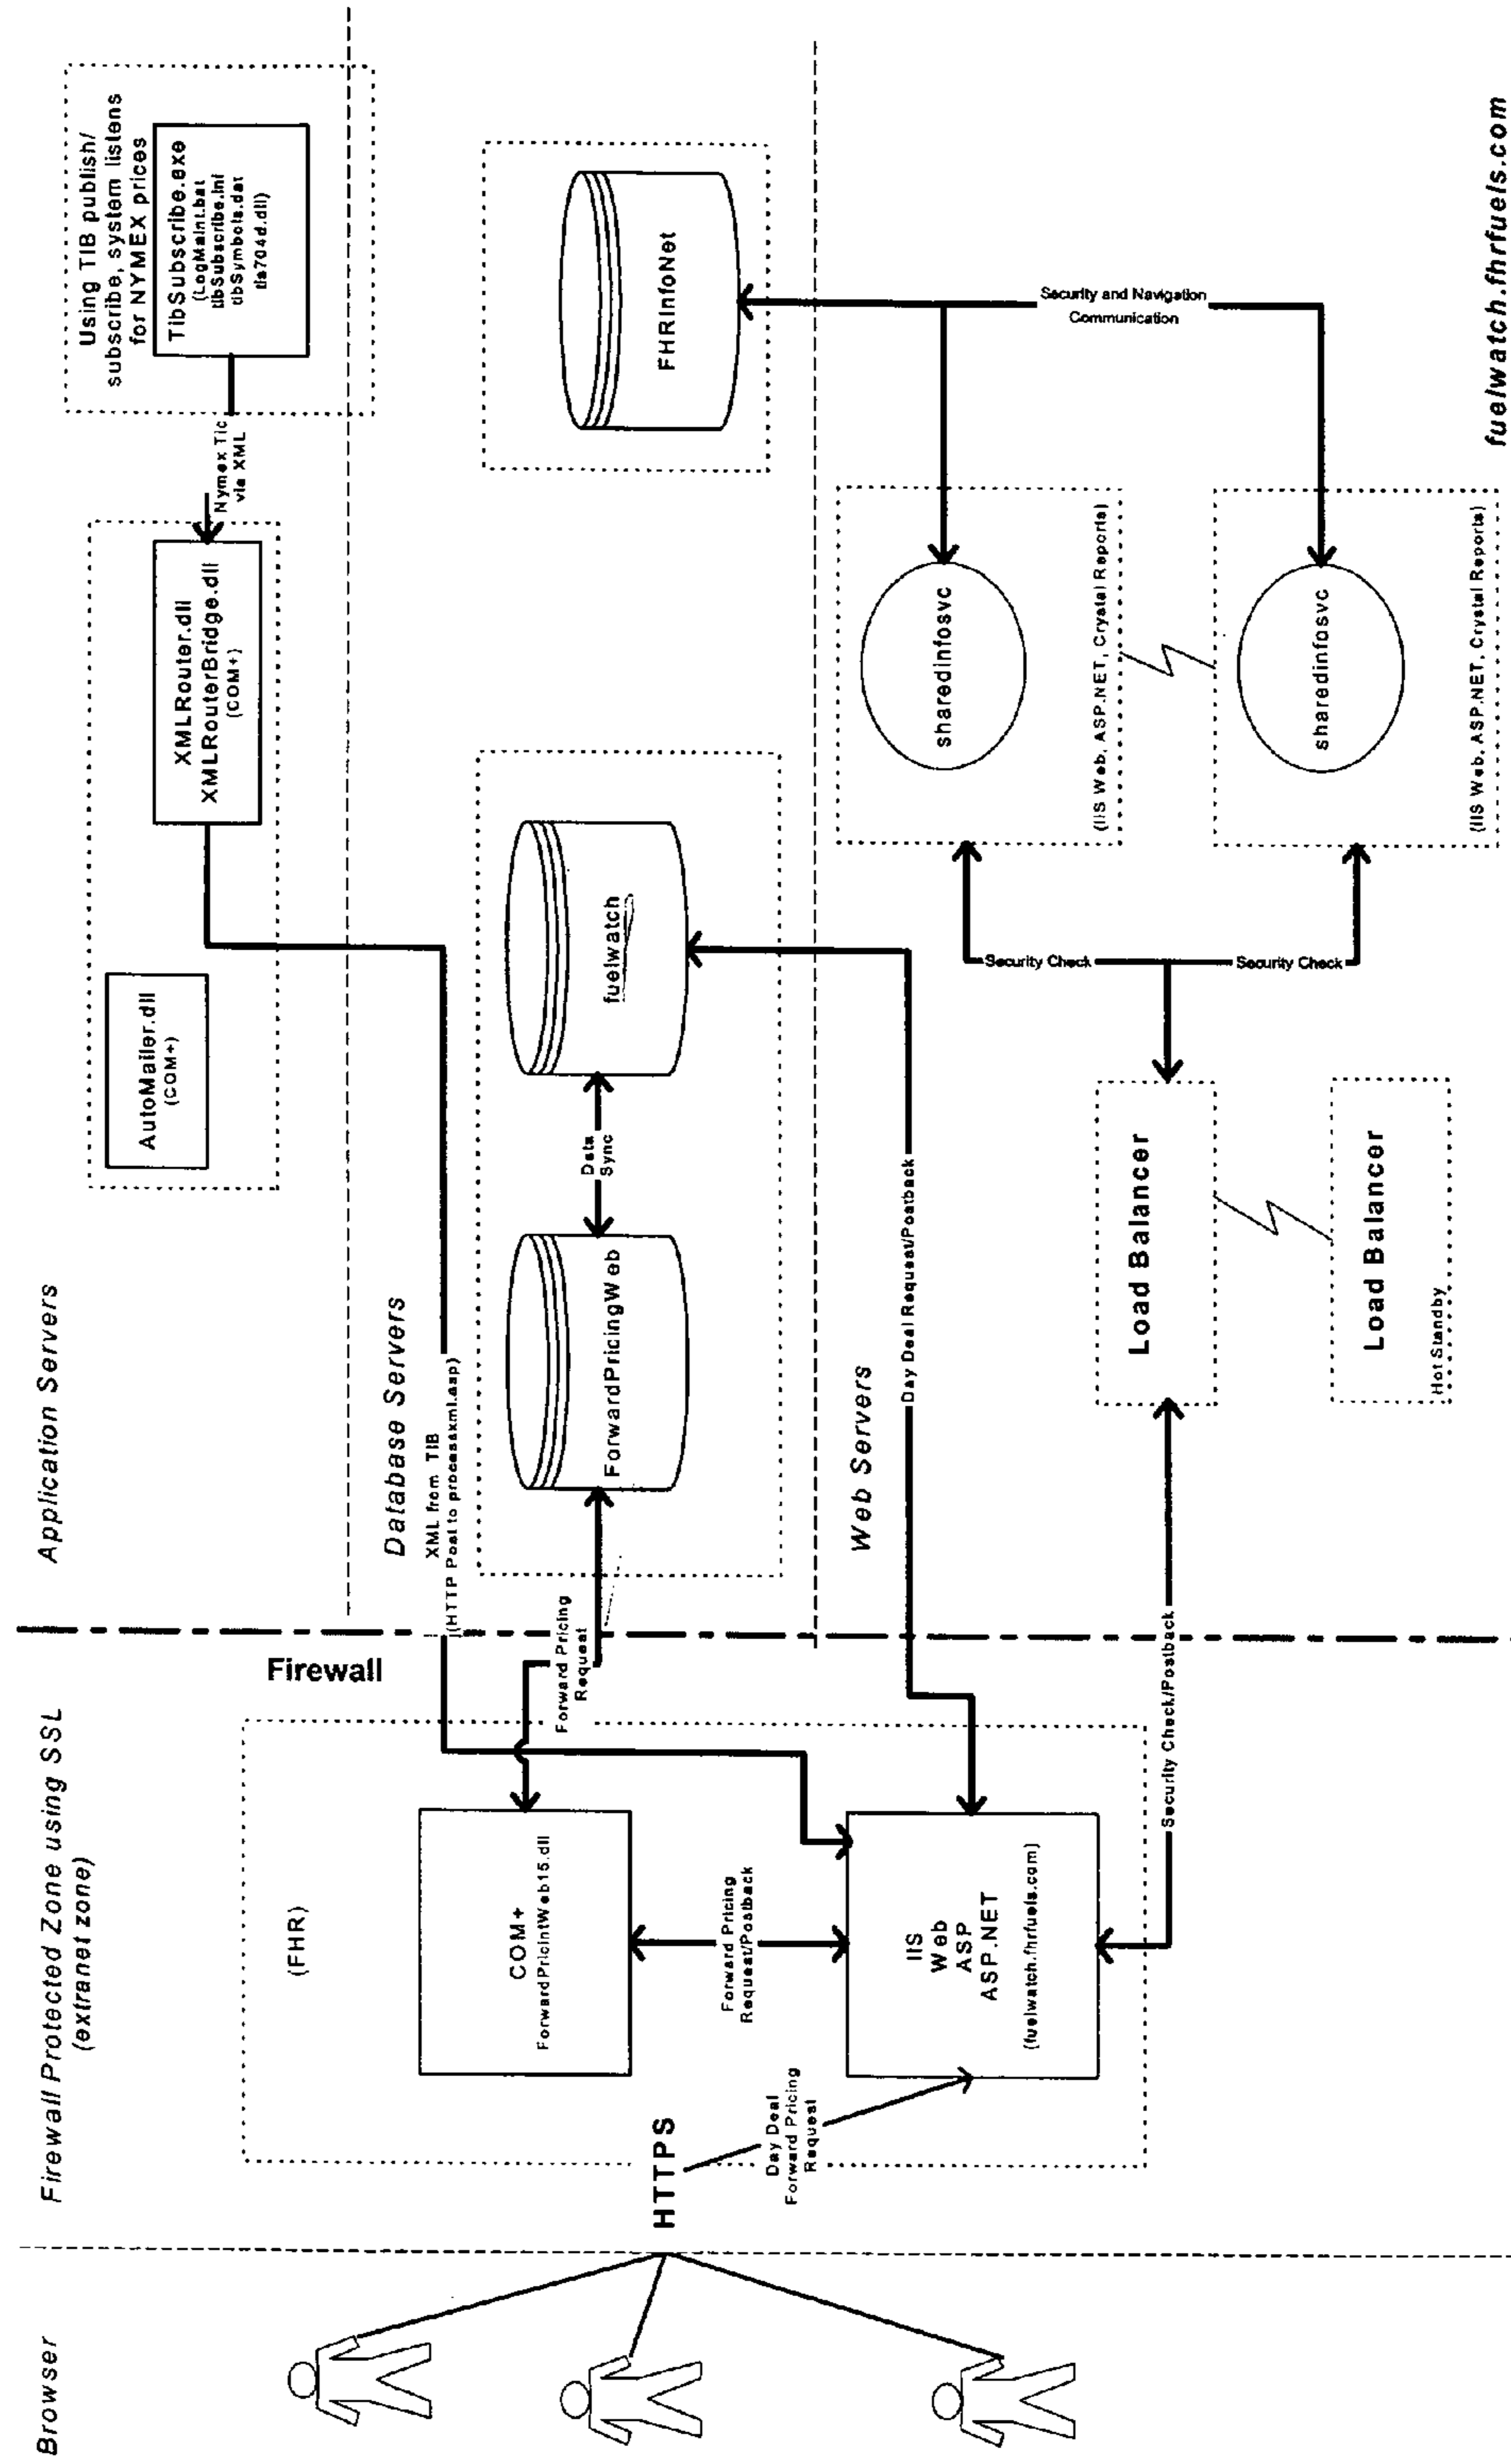 Browser
Firewall Protected Zone using SSL
(extranet zone)
Application Servers
Firewall
(FHR)
COM+
ForwardPricintWeb15.dll
Forward Pricing
Request/Postback
IIS
Web
ASP
ASP.NET
(fuelwatch.fhrfuels.com)
HTTPS
Day Deal
Forward Pricing
Request
Forward Pricing
Request
Security Check/Postback
AutoMailer.dll
(COM+)
XMLRouter.dll
XMLRouterBridge.dll
(COM+)
Nymex Tic
via XML
Using TIB publish/
subscribe, system listens
for NYMEX prices
TibSubscribe.exe
(LogMaint.bat
tibSubscribe.ini
tibSymbols.dat
tis704d.dll)
Database Servers
XML from TIB
(HTTP Post to processxml.asp)
ForwardPricingWeb
Data
Sync
fuelwatch
FHRInfoNet
Web Servers
Day Deal Request/Postback
Load Balancer
Load Balancer
Hot Standby
Security Check
Security Check
sharedinfosvc
(IIS Web, ASP.NET, Crystal Reports)
sharedinfosvc
(IIS Web, ASP.NET, Crystal Reports)
Security and Navigation
Communication
fuelwatch.fhrfuels.com